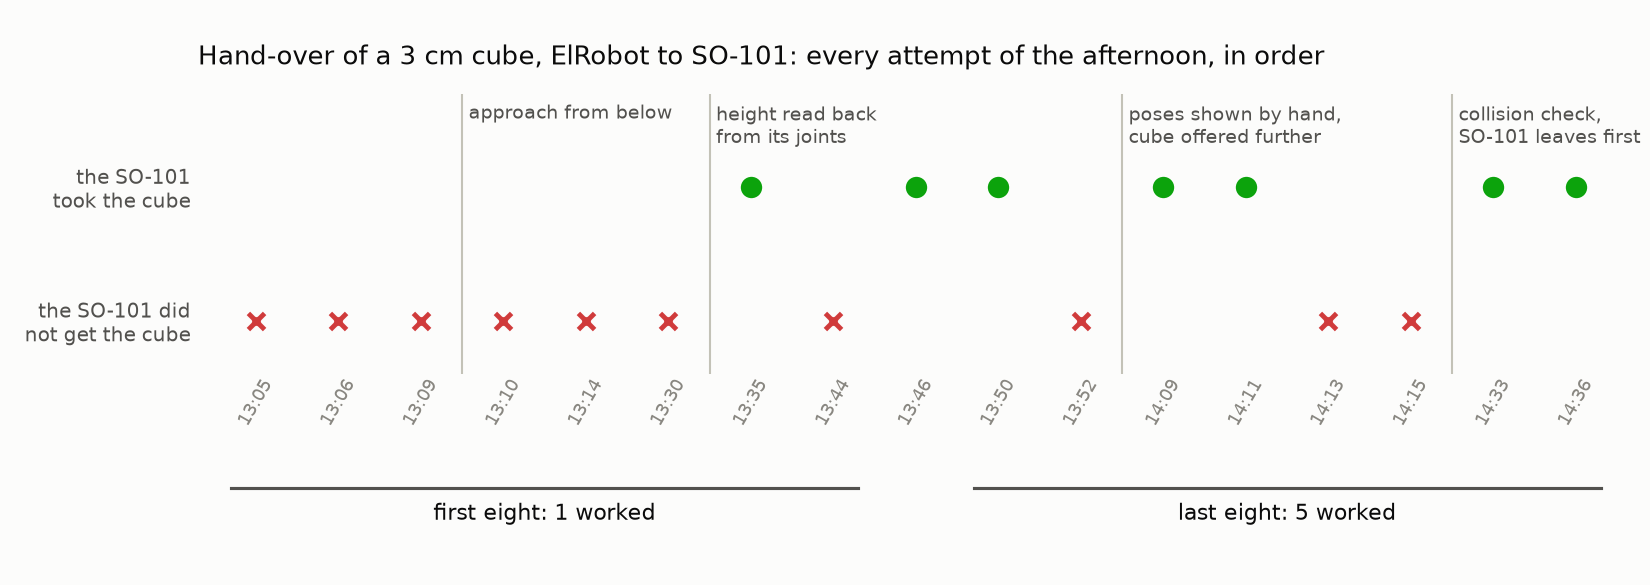 Hand-over of a 3 cm cube, ElRobot to SO-101: every attempt of the afternoon, in order
approach from below
height read back
from its joints
poses shown by hand,
cube offered further
collision check,
SO-101 leaves first
the SO-101
took the cube
the SO-101 did
not get the cube
13:05
13:06
13:09
13:10
13:14
13:30
13:35
13:44
13:46
13:50
13:52
14:09
14:11
14:13
14:15
14:33
14:36
first eight: 1 worked
last eight: 5 worked